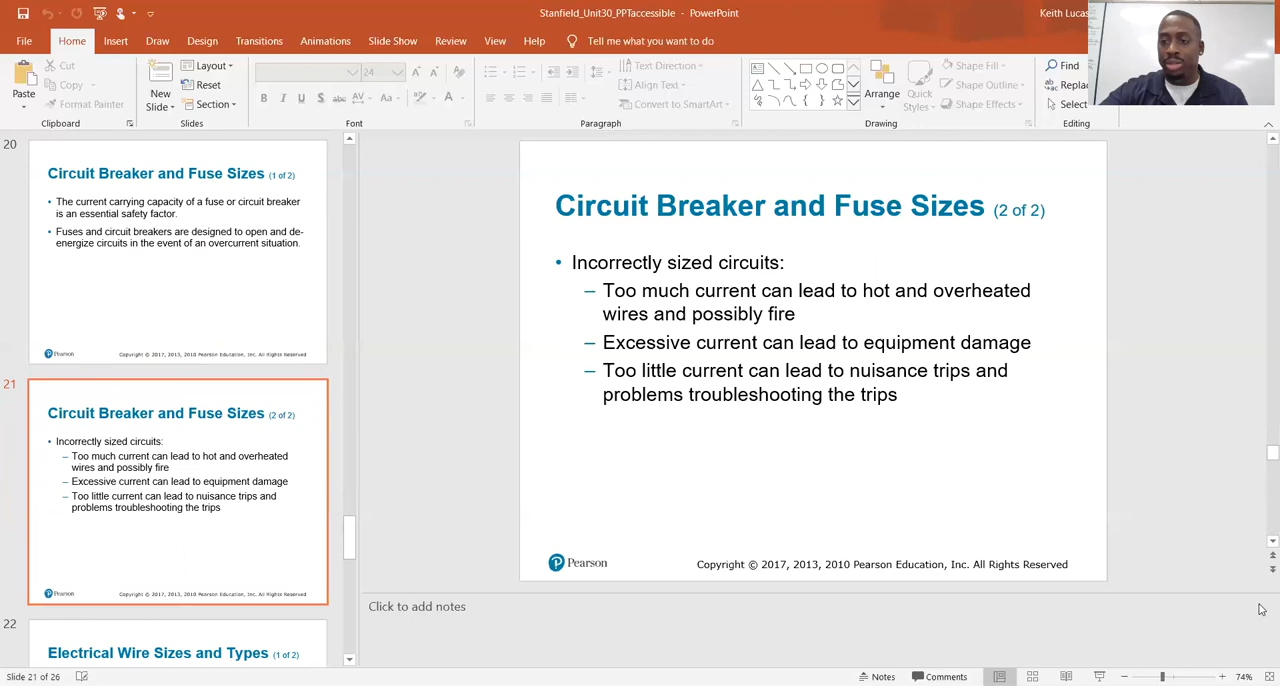 Stanfield_Unit30_PPTaccessible - PowerPoint
Keith Lucas
File Home Insert Draw Design Transitions Animations Slide Show Review View Help Tell me what you want to do
Paste
Cut
Copy
Format Painter
Clipboard
New
Slide
Layout
Reset
Section
Slides
24
B I U S abc AV Aa A
Font
Text Direction
Align Text
Convert to SmartArt
Paragraph
Arrange
Quick
Styles
Shape Fill
Shape Outline
Shape Effects
Drawing
Find
Replac
Select
Editing
20
Circuit Breaker and Fuse Sizes (1 of 2)
• The current carrying capacity of a fuse or circuit breaker
is an essential safety factor.
• Fuses and circuit breakers are designed to open and de-
energize circuits in the event of an overcurrent situation.
Pearson Copyright © 2017, 2013, 2010 Pearson Education, Inc. All Rights Reserved
21
Circuit Breaker and Fuse Sizes (2 of 2)
• Incorrectly sized circuits:
– Too much current can lead to hot and overheated
wires and possibly fire
– Excessive current can lead to equipment damage
– Too little current can lead to nuisance trips and
problems troubleshooting the trips
Pearson Copyright © 2017, 2013, 2010 Pearson Education, Inc. All Rights Reserved
22
Electrical Wire Sizes and Types (1 of 2)
Circuit Breaker and Fuse Sizes (2 of 2)
• Incorrectly sized circuits:
– Too much current can lead to hot and overheated
wires and possibly fire
– Excessive current can lead to equipment damage
– Too little current can lead to nuisance trips and
problems troubleshooting the trips
Pearson Copyright © 2017, 2013, 2010 Pearson Education, Inc. All Rights Reserved
Click to add notes
Slide 21 of 26 Notes Comments 74%